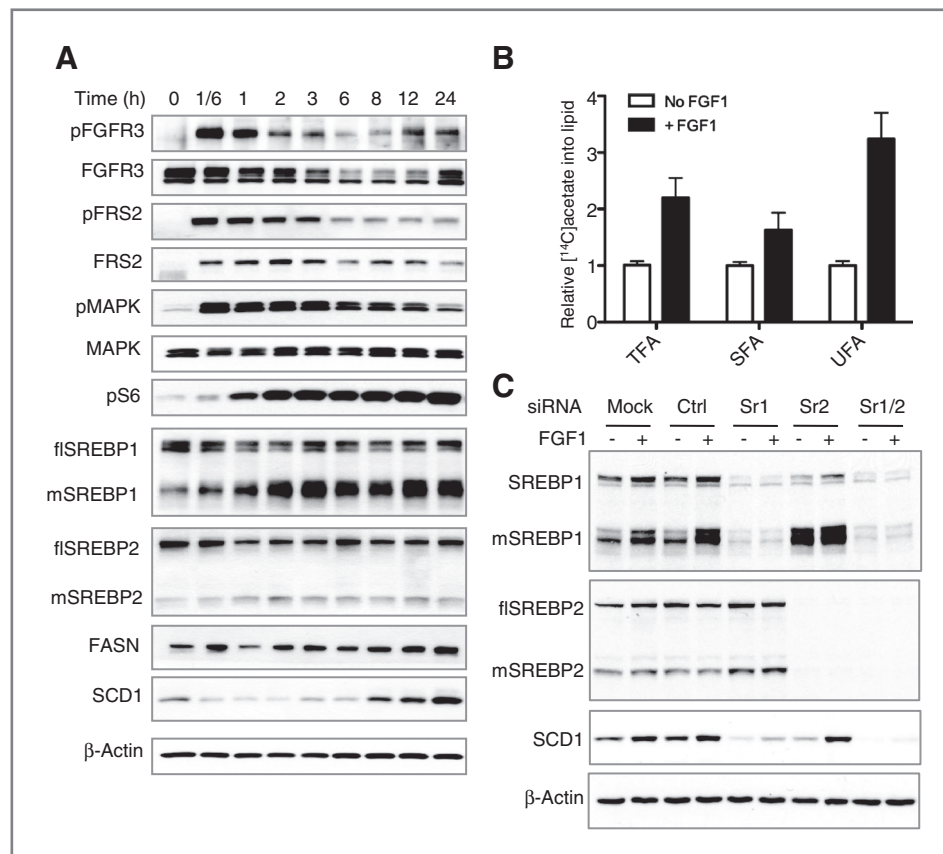 A
Time (h) 0 1/6 1 2 3 6 8 12 24
pFGFR3
FGFR3
pFRS2
FRS2
pMAPK
MAPK
pS6
flSREBP1
mSREBP1
flSREBP2
mSREBP2
FASN
SCD1
β-Actin
B
Relative [¹⁴C]acetate into lipid
4
3
2
1
0
No FGF1
+ FGF1
TFA SFA UFA
C
siRNA Mock Ctrl Sr1 Sr2 Sr1/2
FGF1 - + - + - + - + - +
SREBP1
mSREBP1
flSREBP2
mSREBP2
SCD1
β-Actin